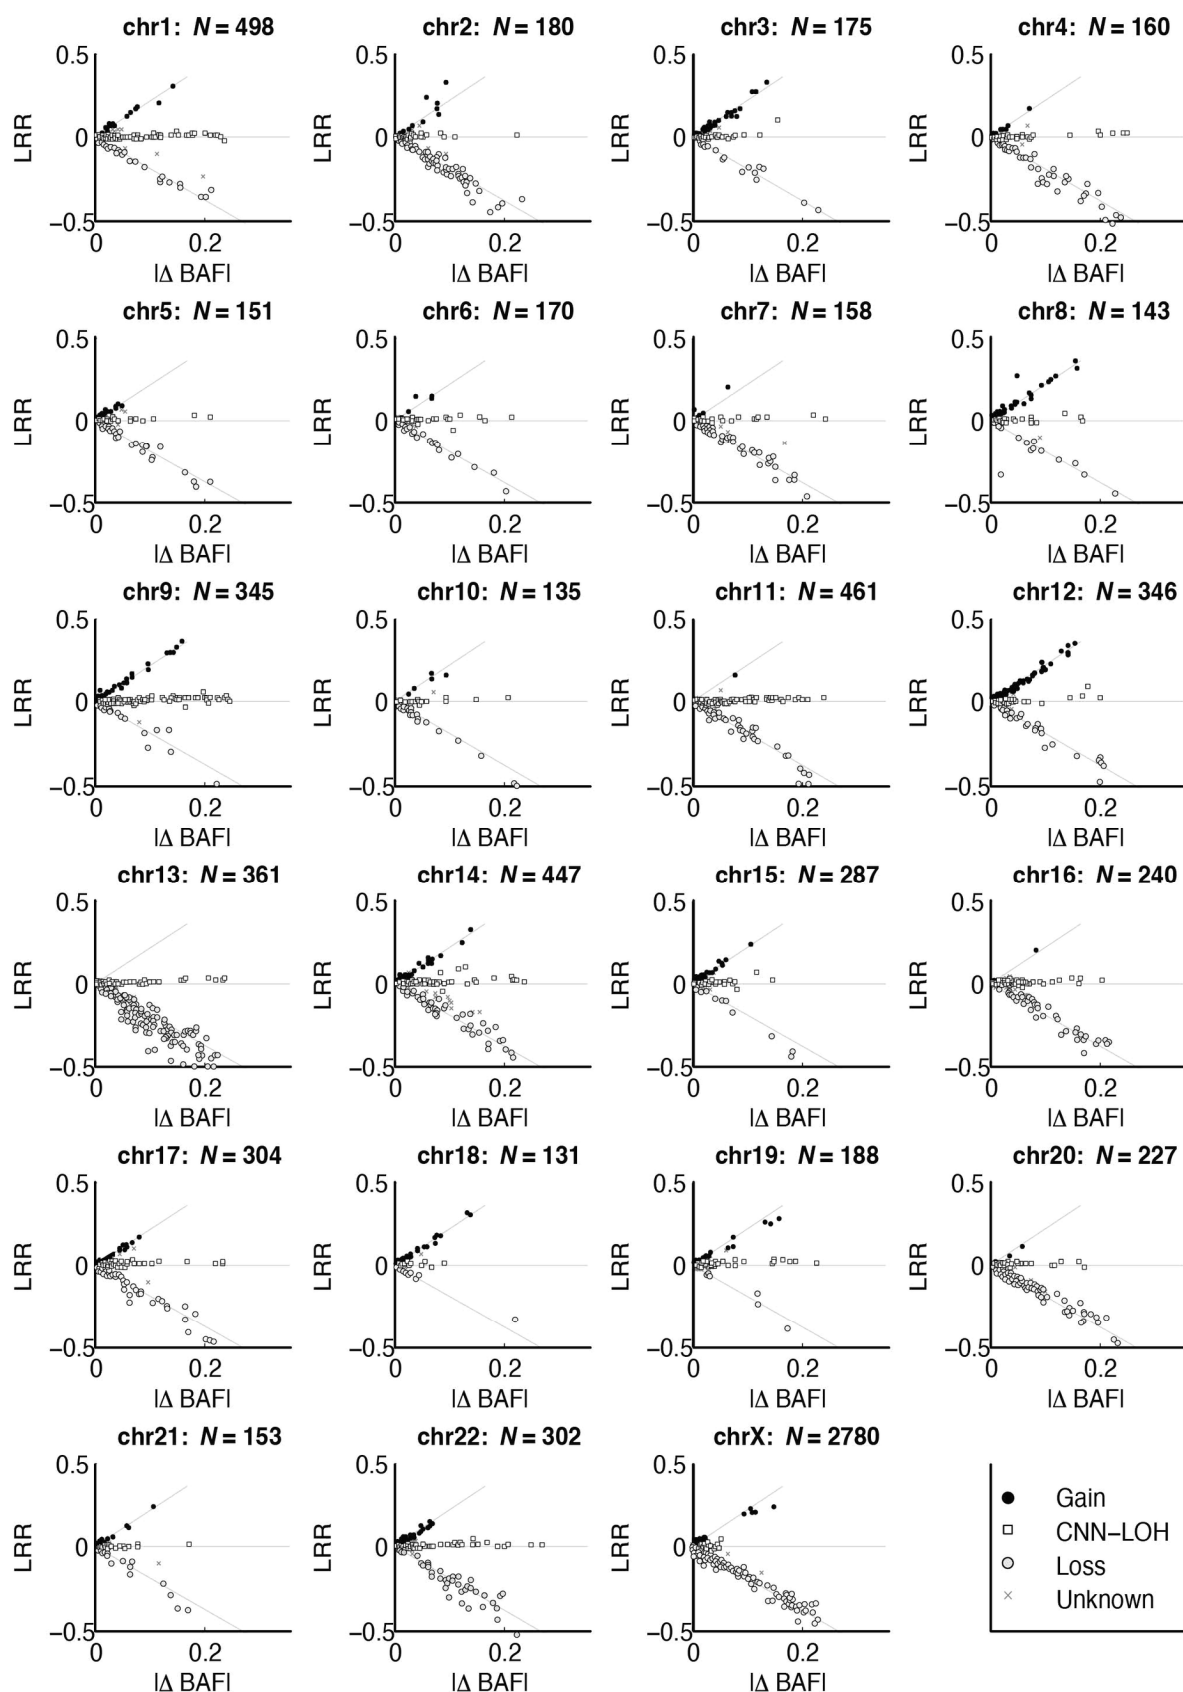 chr1: N = 498
chr2: N = 180
chr3: N = 175
chr4: N = 160
0.5
0.5
0.5
0.5
LRR
LRR
LRR
LRR
0
0
0
0
−0.5
−0.5
−0.5
−0.5
0 0.2
0 0.2
0 0.2
0 0.2
|Δ BAF|
|Δ BAF|
|Δ BAF|
|Δ BAF|
chr5: N = 151
chr6: N = 170
chr7: N = 158
chr8: N = 143
0.5
0.5
0.5
0.5
LRR
LRR
LRR
LRR
0
0
0
0
−0.5
−0.5
−0.5
−0.5
0 0.2
0 0.2
0 0.2
0 0.2
|Δ BAF|
|Δ BAF|
|Δ BAF|
|Δ BAF|
chr9: N = 345
chr10: N = 135
chr11: N = 461
chr12: N = 346
0.5
0.5
0.5
0.5
LRR
LRR
LRR
LRR
0
0
0
0
−0.5
−0.5
−0.5
−0.5
0 0.2
0 0.2
0 0.2
0 0.2
|Δ BAF|
|Δ BAF|
|Δ BAF|
|Δ BAF|
chr13: N = 361
chr14: N = 447
chr15: N = 287
chr16: N = 240
0.5
0.5
0.5
0.5
LRR
LRR
LRR
LRR
0
0
0
0
−0.5
−0.5
−0.5
−0.5
0 0.2
0 0.2
0 0.2
0 0.2
|Δ BAF|
|Δ BAF|
|Δ BAF|
|Δ BAF|
chr17: N = 304
chr18: N = 131
chr19: N = 188
chr20: N = 227
0.5
0.5
0.5
0.5
LRR
LRR
LRR
LRR
0
0
0
0
−0.5
−0.5
−0.5
−0.5
0 0.2
0 0.2
0 0.2
0 0.2
|Δ BAF|
|Δ BAF|
|Δ BAF|
|Δ BAF|
chr21: N = 153
chr22: N = 302
chrX: N = 2780
0.5
0.5
0.5
LRR
LRR
LRR
0
0
0
−0.5
−0.5
−0.5
0 0.2
0 0.2
0 0.2
|Δ BAF|
|Δ BAF|
|Δ BAF|
Gain
CNN−LOH
Loss
Unknown